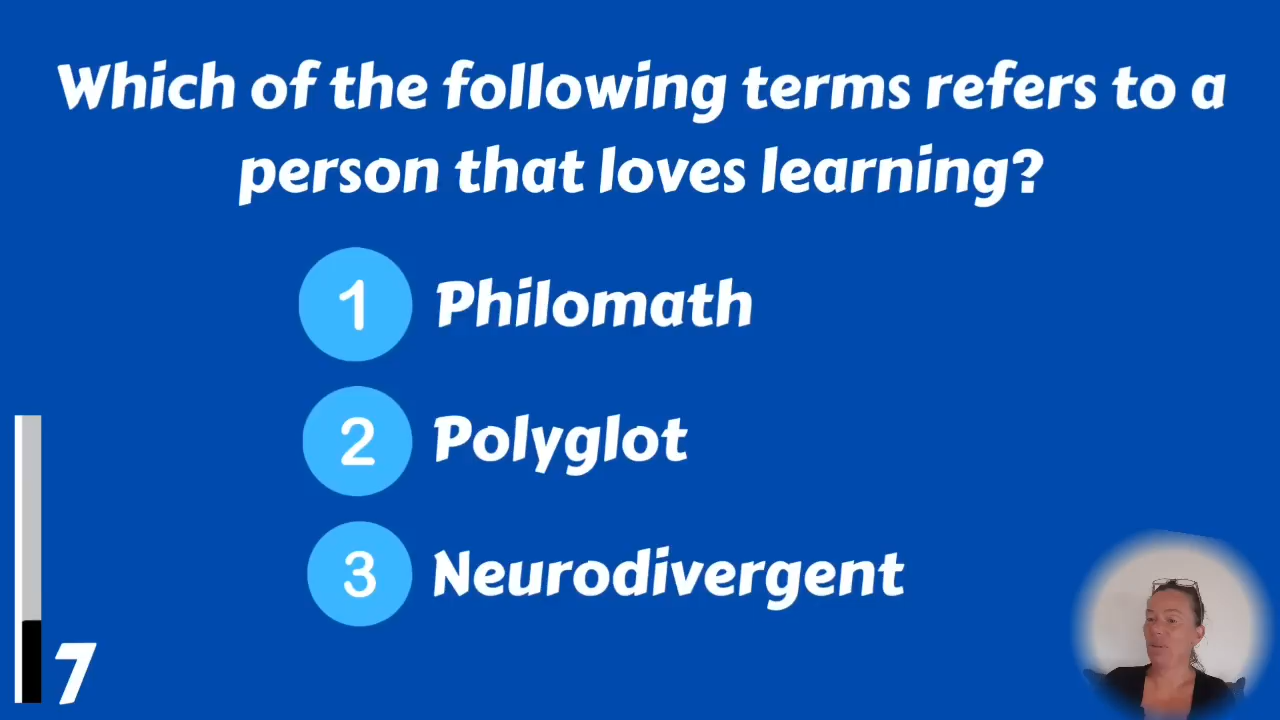 Which of the following terms refers to a
person that loves learning?
1 Philomath
2 Polyglot
3 Neurodivergent
7